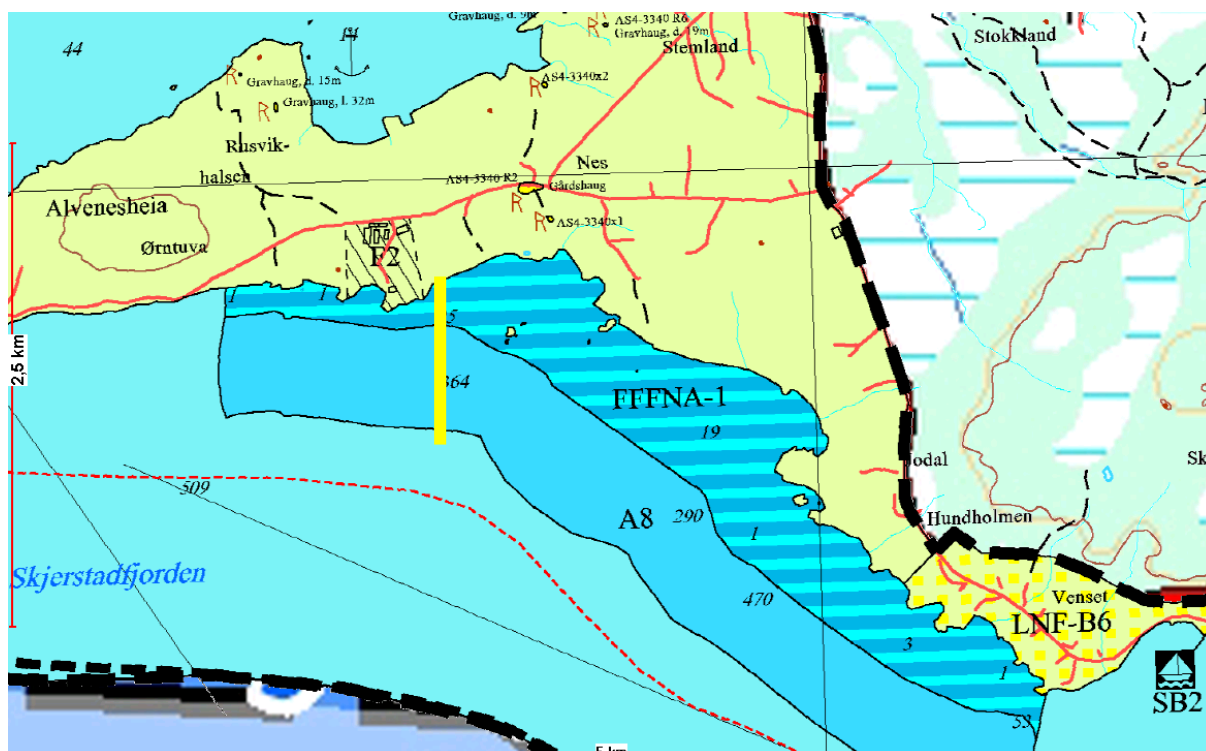 Gravhaug, d. 9m
AS4-3340 R6
Gravhaug, d. 19m
Stemland
Stokkland
44
14
Gravhaug, d. 15m
AS4-3340x2
R
R
R
R
Gravhaug, l. 32m
Rusvik-
halsen
Nes
AS4-3340 R2
Gårdshaug
Alvenesheia
R
R
AS4-3340x1
Ørntuva
F2
1
1
5
2,5 km
364
FFFNA-1
19
Jodal
Sk
509
A8
290
1
Hundholmen
Skjerstadfjorden
470
Venset
LNF-B6
3
1
SB2
53
5 km